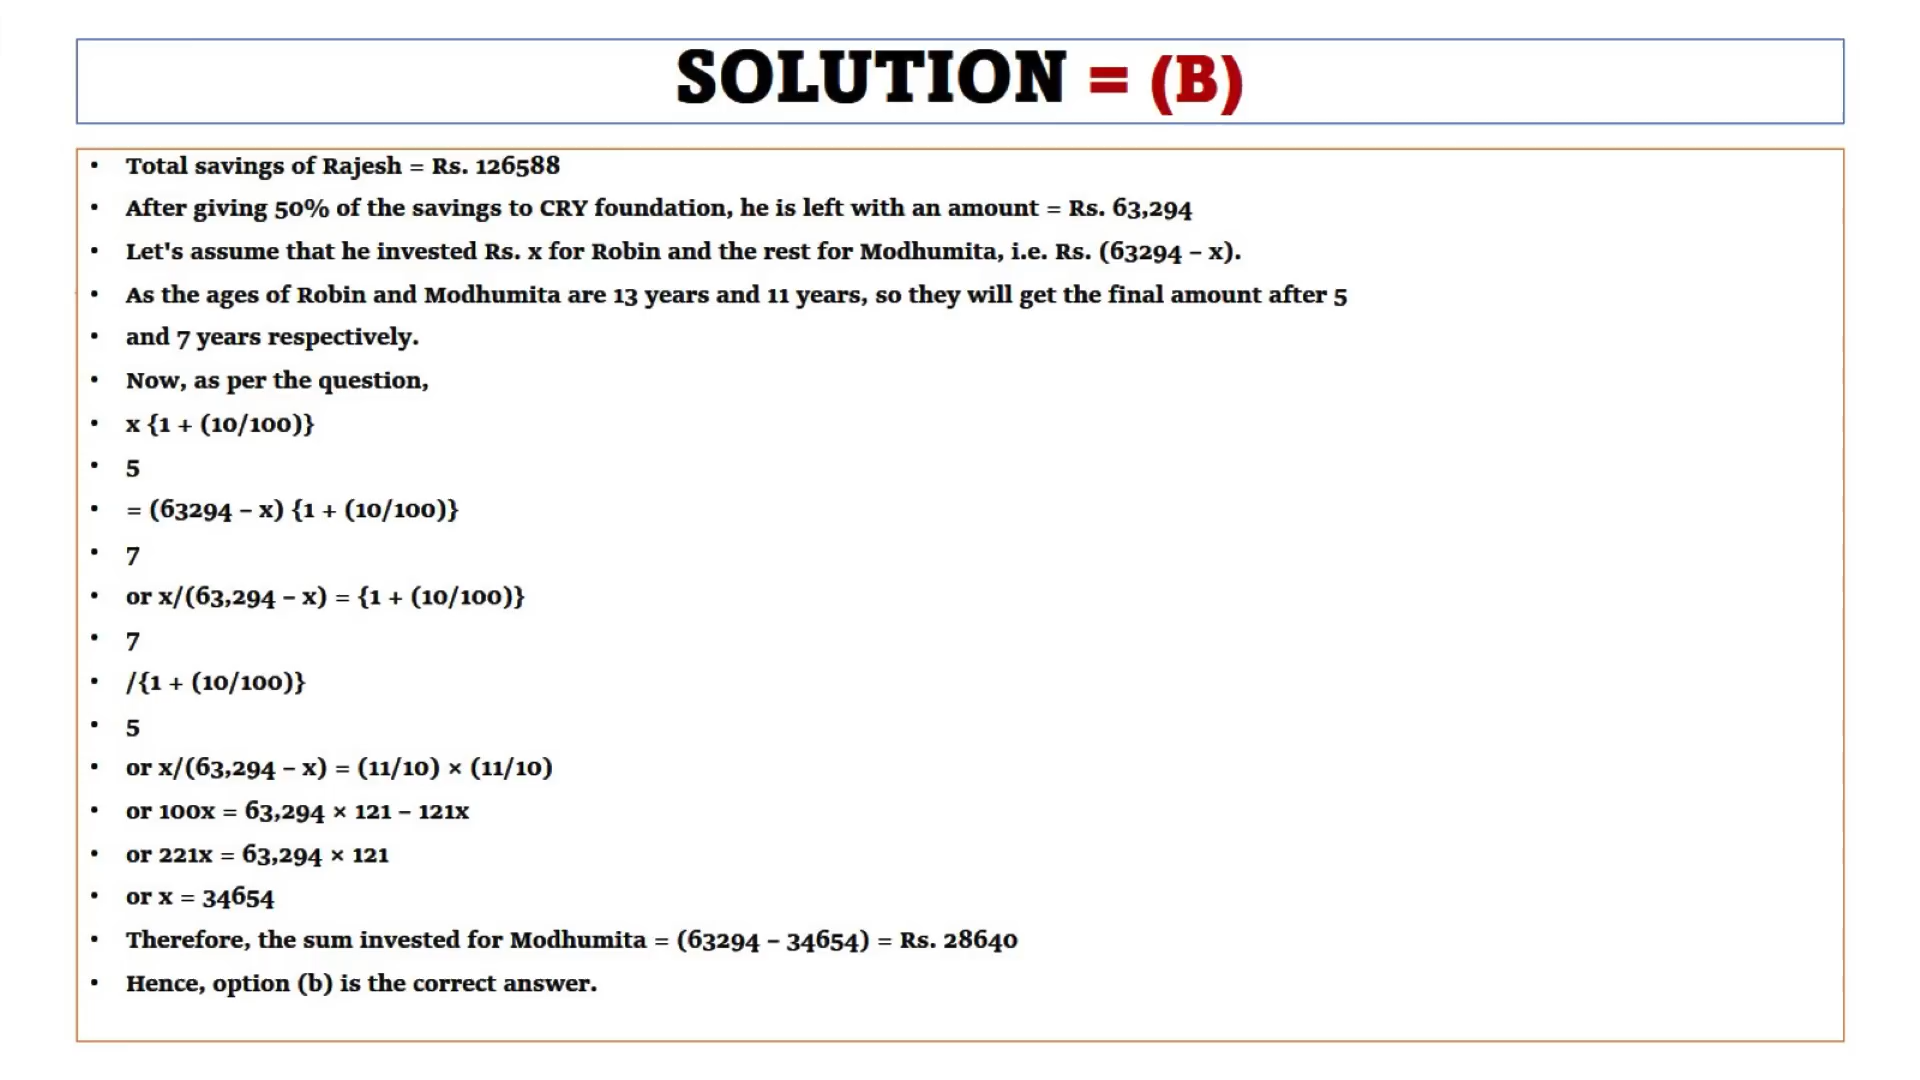 SOLUTION = (B)
• Total savings of Rajesh = Rs. 126588
• After giving 50% of the savings to CRY foundation, he is left with an amount = Rs. 63,294
• Let's assume that he invested Rs. x for Robin and the rest for Modhumita, i.e. Rs. (63294 – x).
• As the ages of Robin and Modhumita are 13 years and 11 years, so they will get the final amount after 5
• and 7 years respectively.
• Now, as per the question,
• x {1 + (10/100)}
• 5
• = (63294 – x) {1 + (10/100)}
• 7
• or x/(63,294 – x) = {1 + (10/100)}
• 7
• /{1 + (10/100)}
• 5
• or x/(63,294 – x) = (11/10) × (11/10)
• or 100x = 63,294 × 121 – 121x
• or 221x = 63,294 × 121
• or x = 34654
• Therefore, the sum invested for Modhumita = (63294 – 34654) = Rs. 28640
• Hence, option (b) is the correct answer.